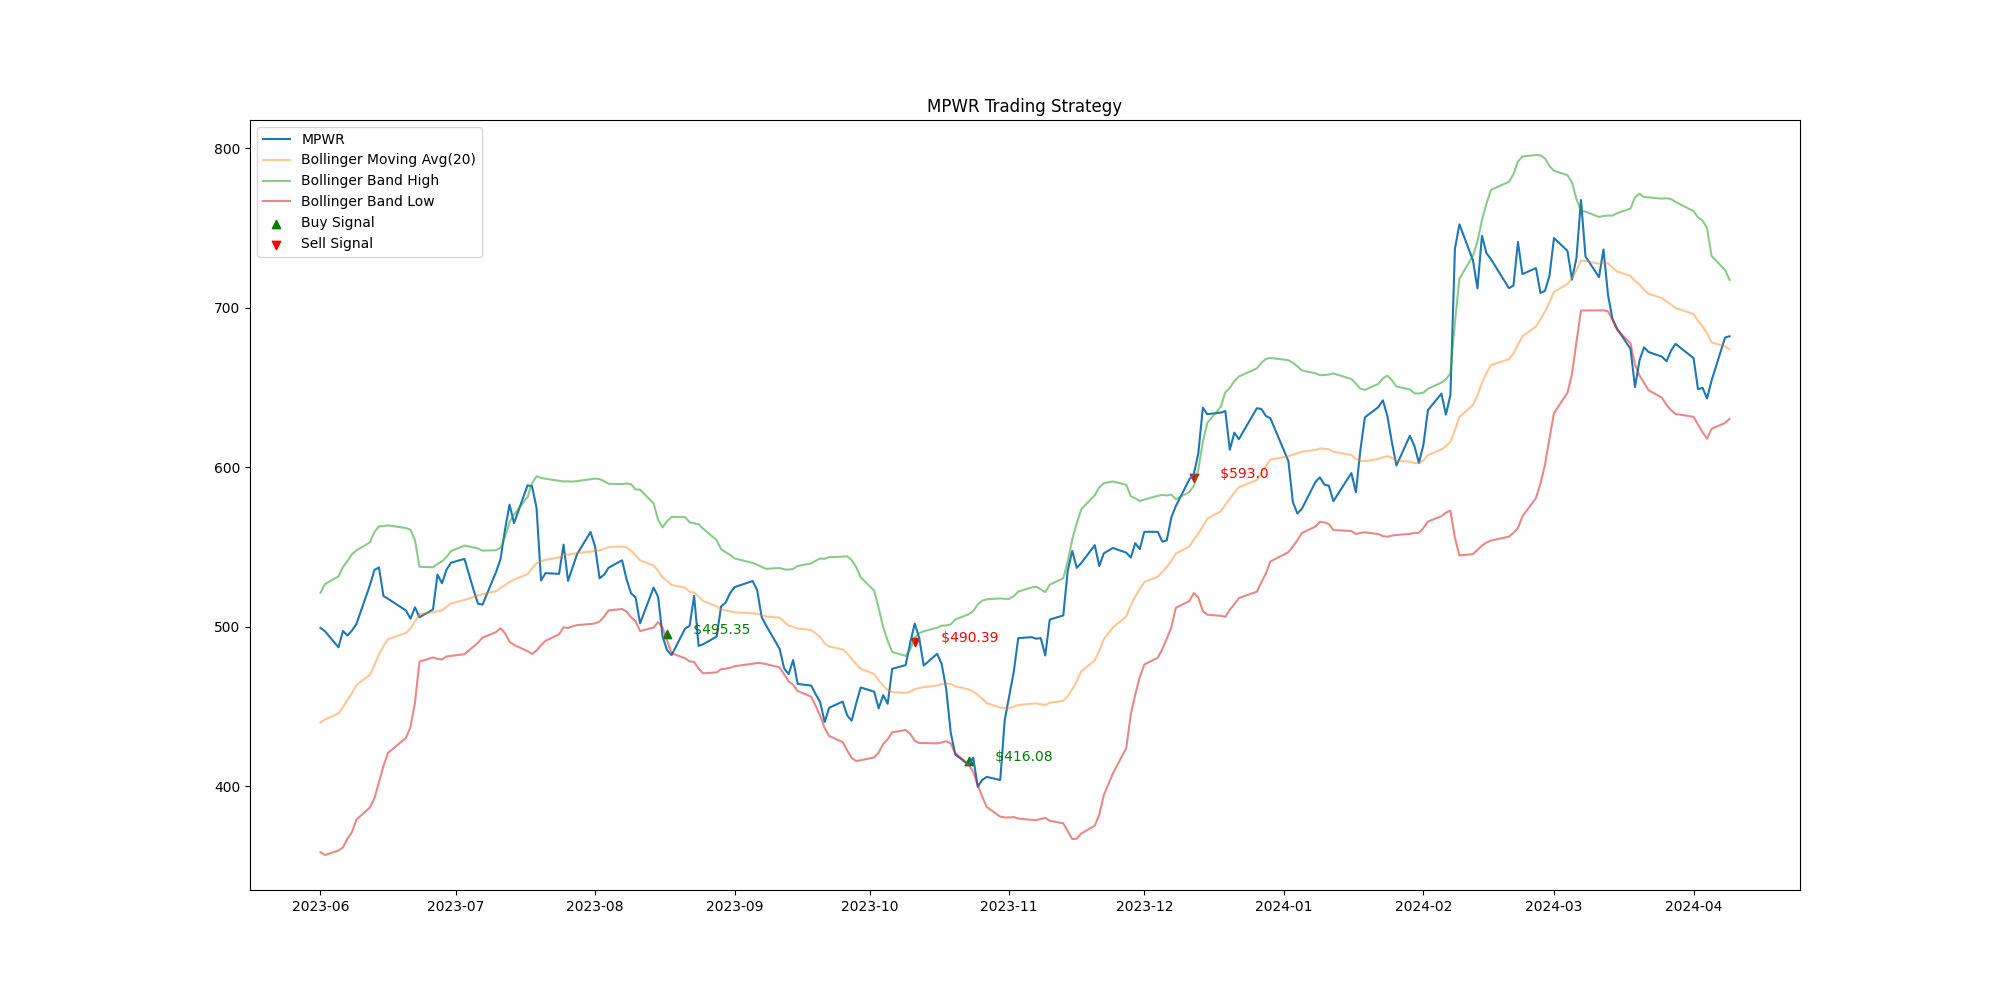 MPWR Trading Strategy
MPWR
Bollinger Moving Avg(20)
Bollinger Band High
Bollinger Band Low
Buy Signal
Sell Signal
800
700
600
500
400
$495.35
$490.39
$416.08
$593.0
2023-06 2023-07 2023-08 2023-09 2023-10 2023-11 2023-12 2024-01 2024-02 2024-03 2024-04